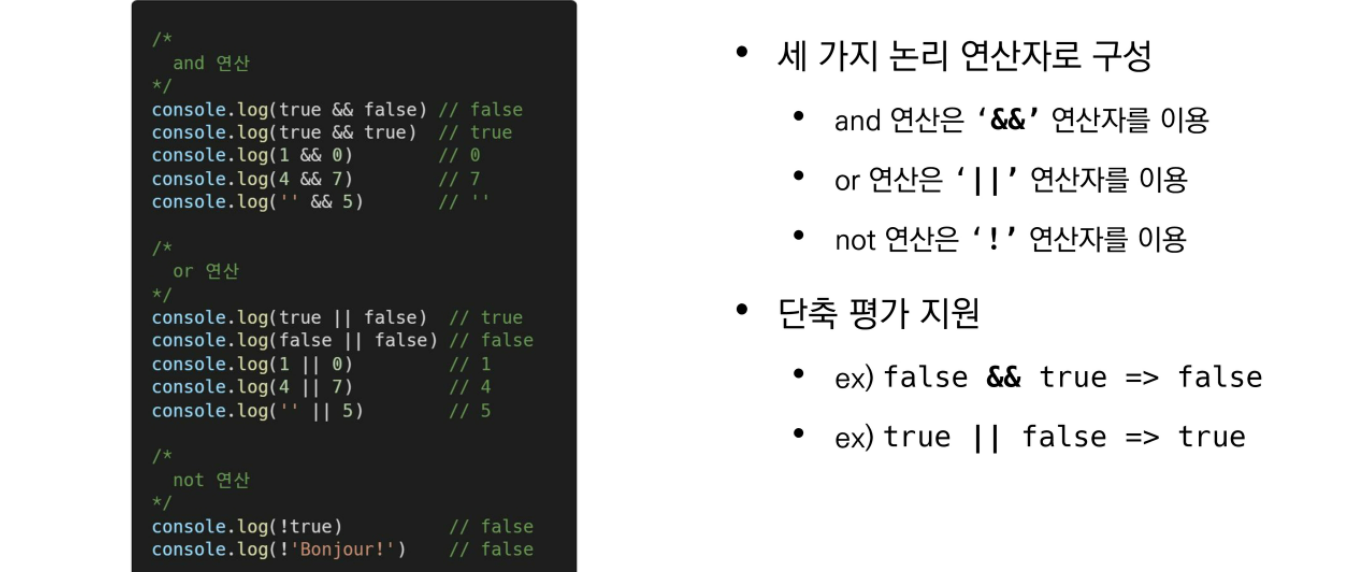 /*
  and 연산
*/
console.log(true && false) // false
console.log(true && true)  // true
console.log(1 && 0)        // 0
console.log(4 && 7)        // 7
console.log('' && 5)       // ''
/*
  or 연산
*/
console.log(true || false)  // true
console.log(false || false) // false
console.log(1 || 0)         // 1
console.log(4 || 7)         // 4
console.log('' || 5)        // 5
/*
  not 연산
*/
console.log(!true)          // false
console.log(!'Bonjour!')    // false
• 세 가지 논리 연산자로 구성
• and 연산은 ‘&&’ 연산자를 이용
• or 연산은 ‘||’ 연산자를 이용
• not 연산은 ‘!’ 연산자를 이용
• 단축 평가 지원
• ex) false && true => false
• ex) true || false => true